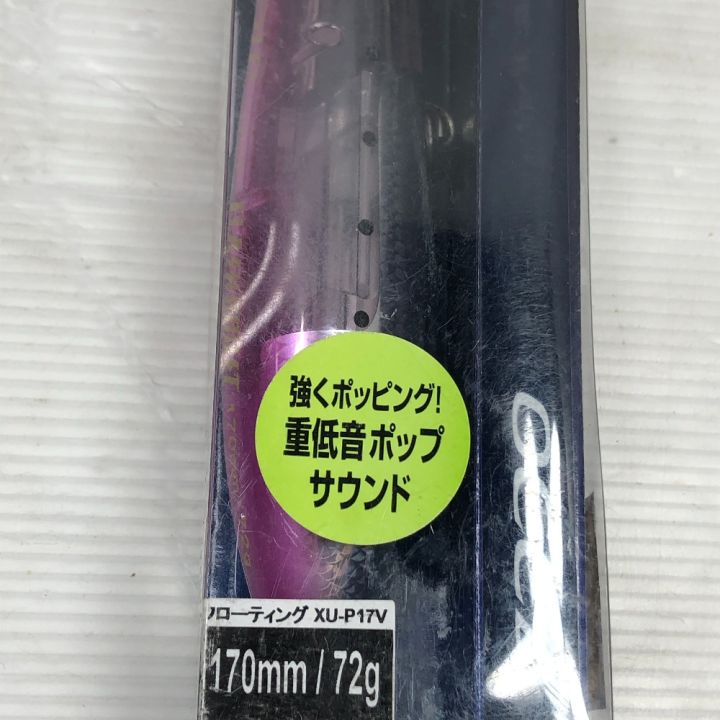 強くポッピング!
重低音ポップ
サウンド
フローティング XU-P17V
170mm / 72g